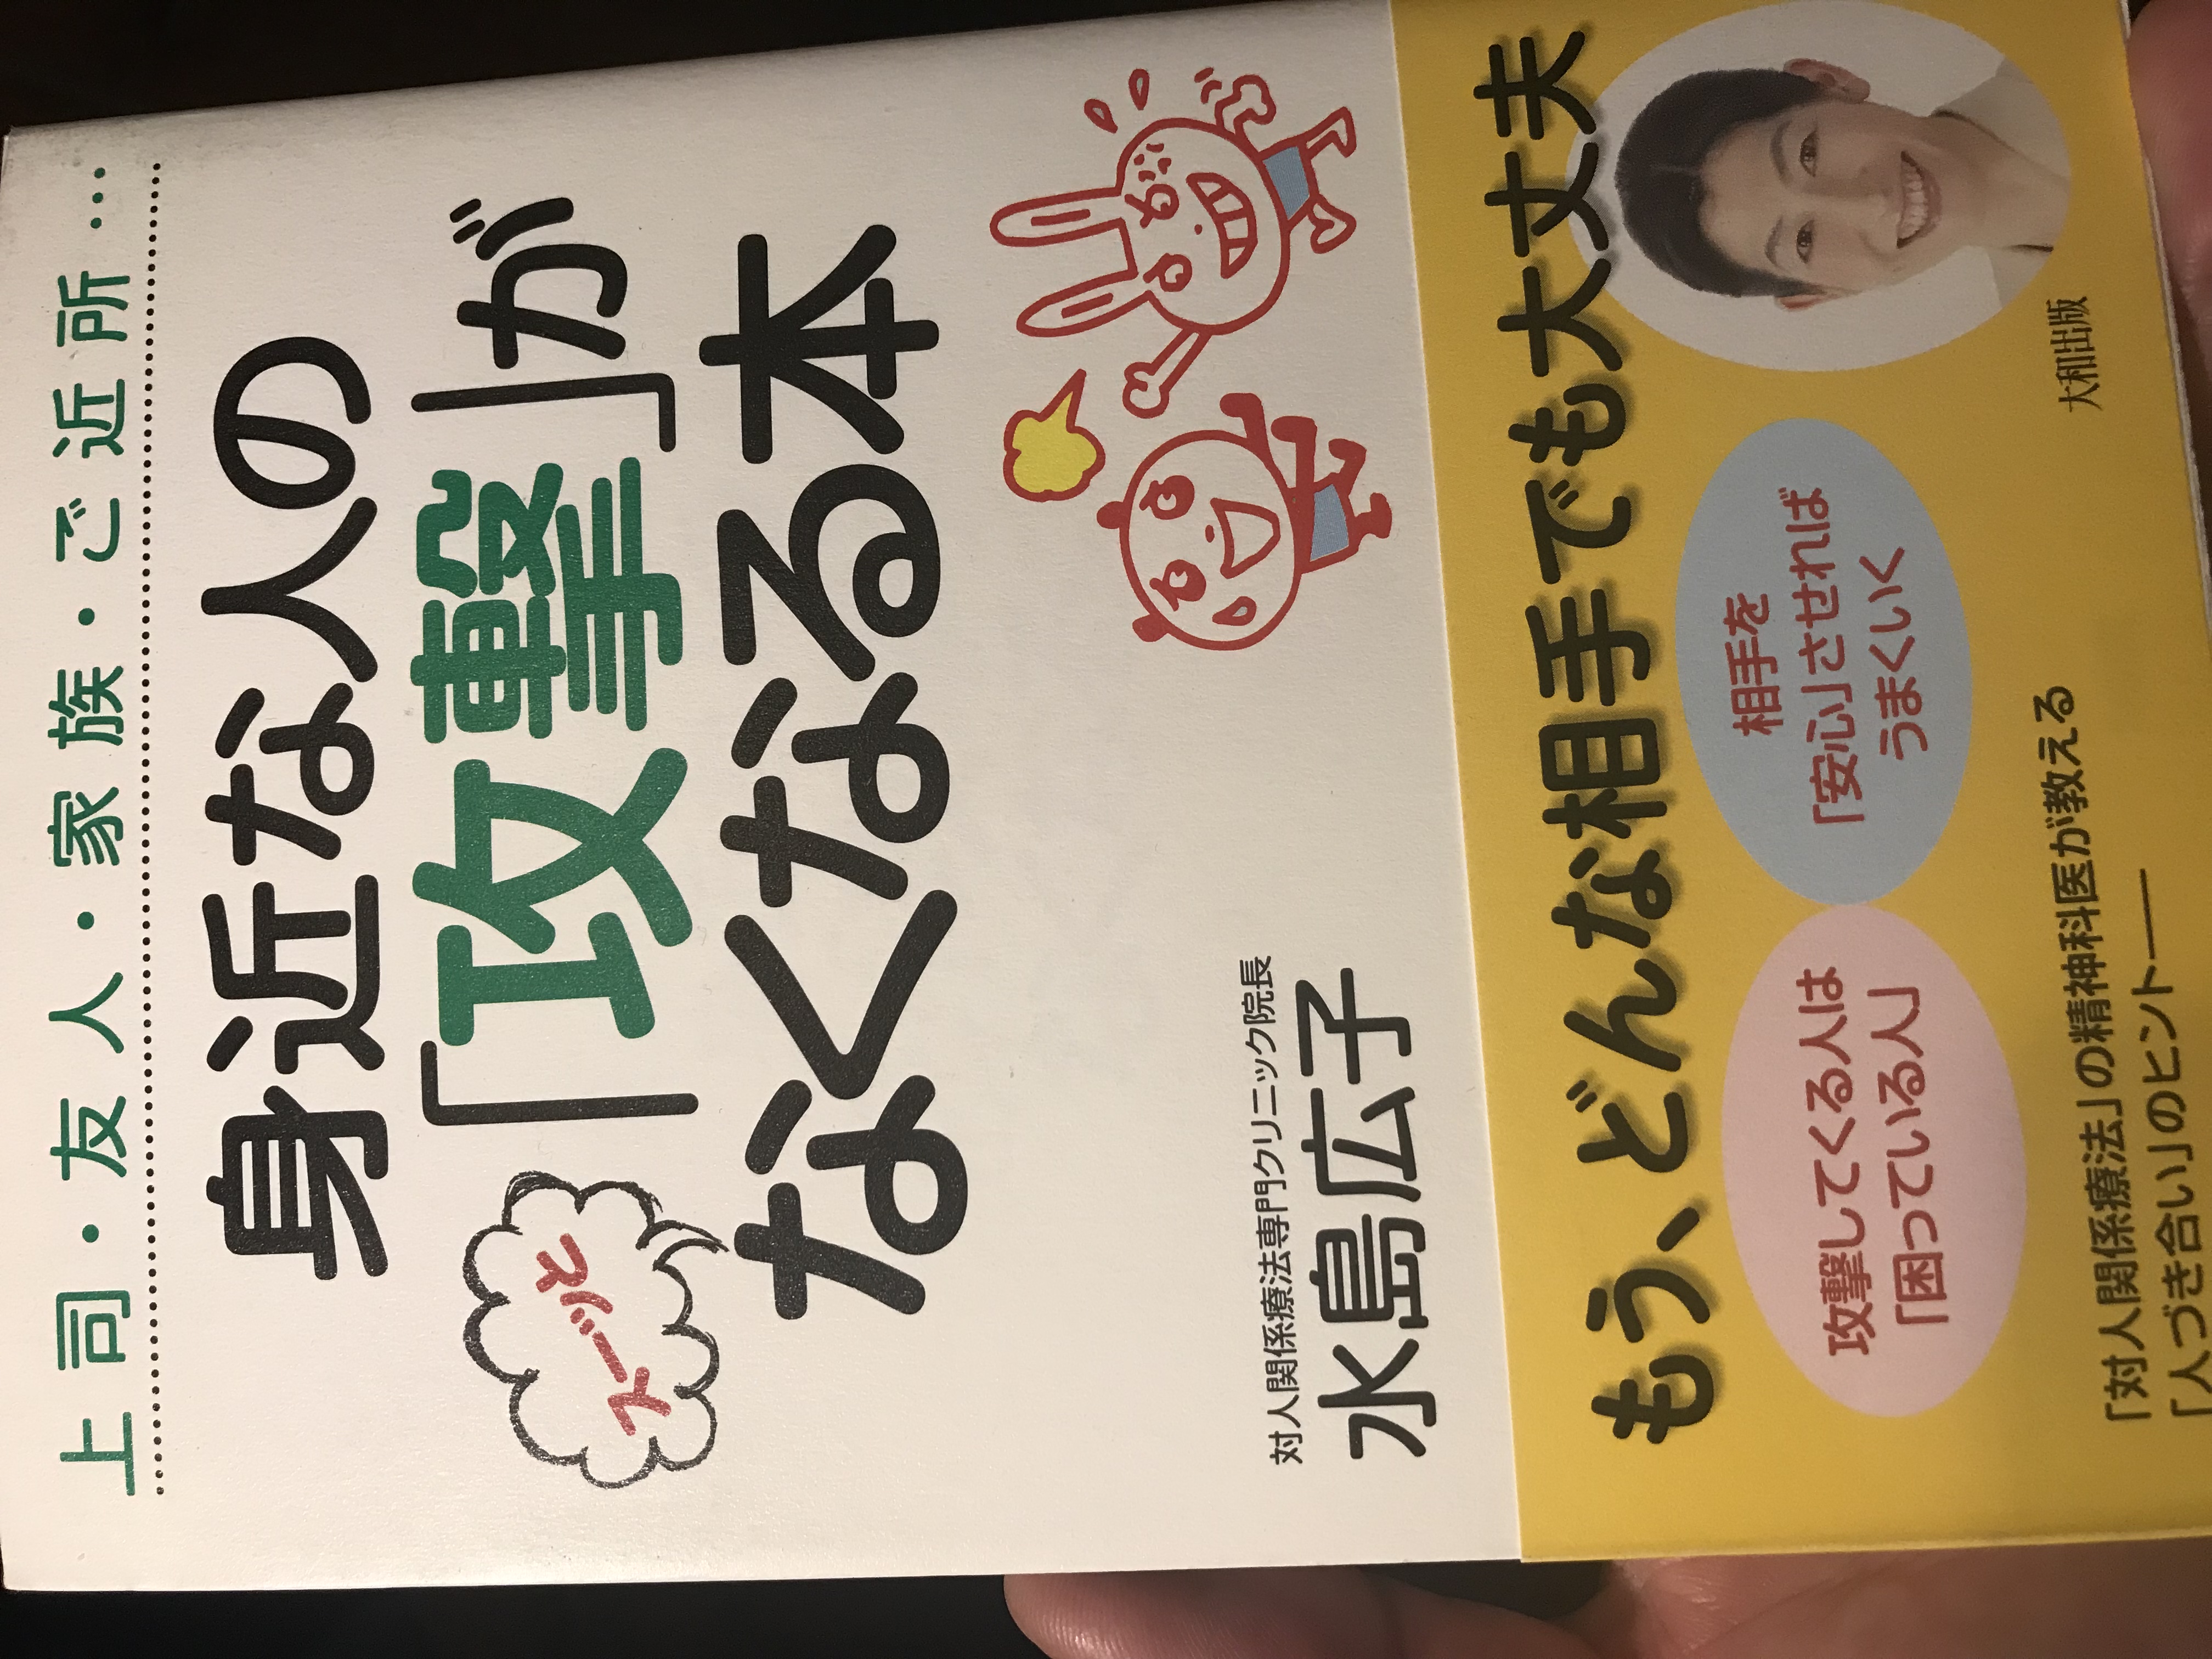 上司・友人・家族・ご近所…
身近な人の
「攻撃」が
スーッと
なくなる本
対人関係療法専門クリニック院長
水島広子
もう、どんな相手でも大丈夫
攻撃してくる人は
「困っている人」
相手を
「安心」させれば
うまくいく
「対人関係療法」の精神科医が教える
「人づき合い」のヒント――
大和出版